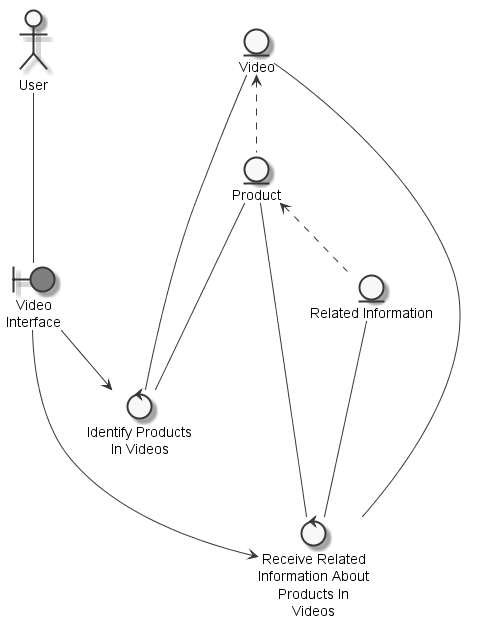 User
Video
Product
Video
Interface
Related Information
Identify Products
In Videos
Receive Related
Information About
Products In
Videos